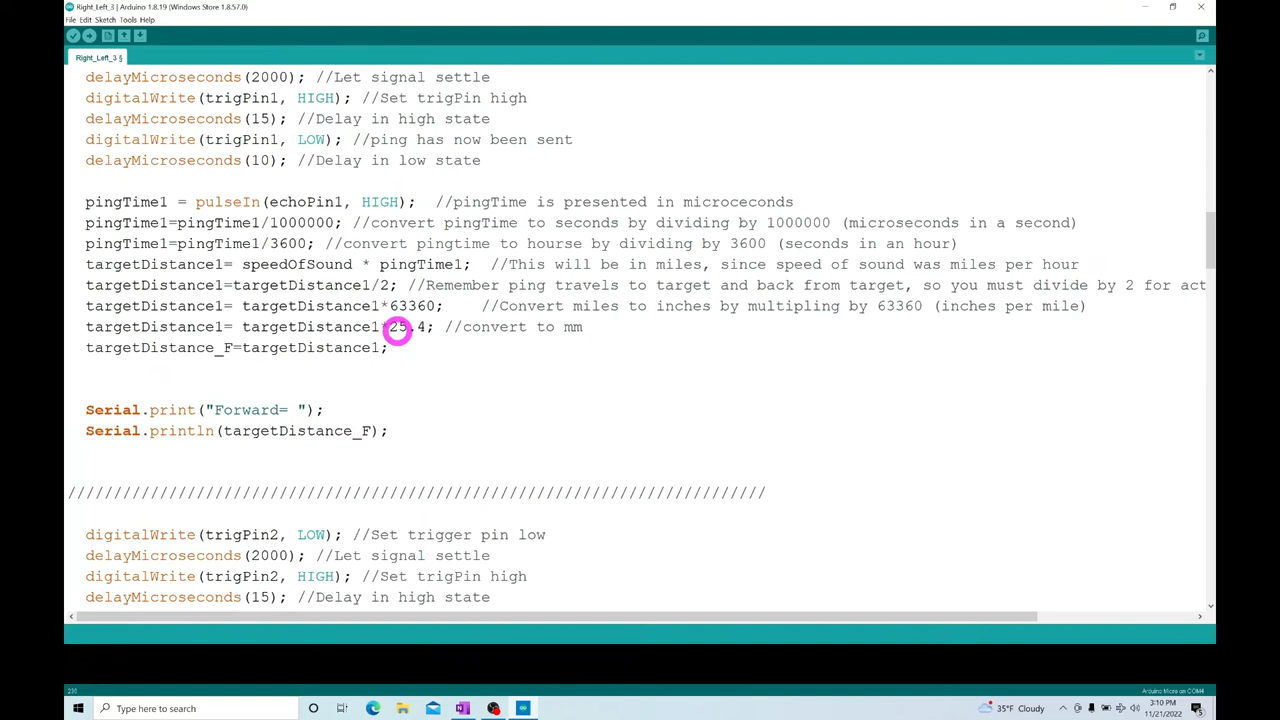 Right_Left_3 | Arduino 1.8.19 (Windows Store 1.8.57.0)
File Edit Sketch Tools Help
Right_Left_3 §
delayMicroseconds(2000); //Let signal settle
digitalWrite(trigPin1, HIGH); //Set trigPin high
delayMicroseconds(15); //Delay in high state
digitalWrite(trigPin1, LOW); //ping has now been sent
delayMicroseconds(10); //Delay in low state
pingTime1 = pulseIn(echoPin1, HIGH); //pingTime is presented in microceconds
pingTime1=pingTime1/1000000; //convert pingTime to seconds by dividing by 1000000 (microseconds in a second)
pingTime1=pingTime1/3600; //convert pingtime to hourse by dividing by 3600 (seconds in an hour)
targetDistance1= speedOfSound * pingTime1; //This will be in miles, since speed of sound was miles per hour
targetDistance1=targetDistance1/2; //Remember ping travels to target and back from target, so you must divide by 2 for act
targetDistance1= targetDistance1*63360; //Convert miles to inches by multipling by 63360 (inches per mile)
targetDistance1= targetDistance1*25.4; //convert to mm
targetDistance_F=targetDistance1;
Serial.print("Forward= ");
Serial.println(targetDistance_F);
////////////////////////////////////////////////////////////////////////////
digitalWrite(trigPin2, LOW); //Set trigger pin low
delayMicroseconds(2000); //Let signal settle
digitalWrite(trigPin2, HIGH); //Set trigPin high
delayMicroseconds(15); //Delay in high state
230
Arduino Micro on COM4
Type here to search
35°F Cloudy
3:10 PM
11/21/2022
5